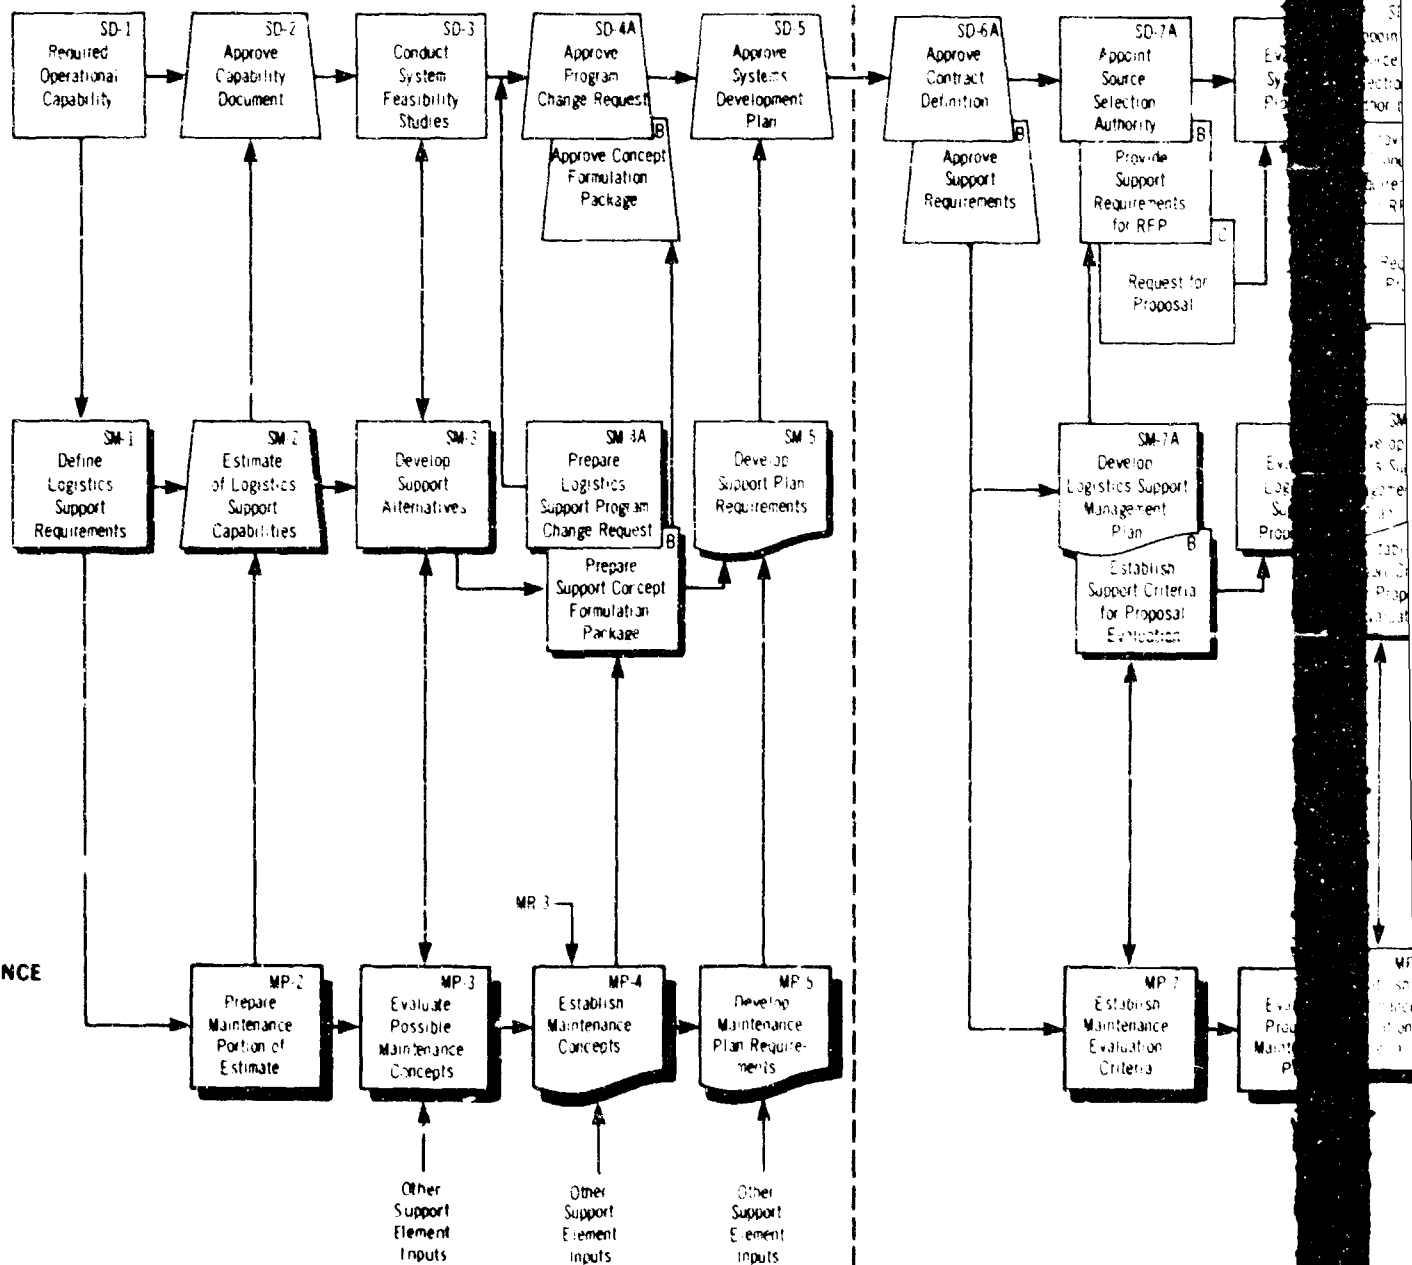 SD-1
Required
Operational
Capability
SD-2
Approve
Capability
Document
SD-3
Conduct
System
Feasibility
Studies
SD-4A
Approve
Program
Change Request
B
Approve Concept
Formulation
Package
SD-5
Approve
Systems
Development
Plan
SD-6A
Approve
Contract
Definition
B
Approve
Support
Requirements
SD-7A
Appoint
Source
Selection
Authority
B
Provide
Support
Requirements
for RFP
C
Request for
Proposal
SM-1
Define
Logistics
Support
Requirements
SM-2
Estimate
of Logistics
Support
Capabilities
SM-3
Develop
Support
Alternatives
SM-4A
Prepare
Logistics
Support Program
Change Request
B
Prepare
Support Concept
Formulation
Package
SM-5
Develop
Support Plan
Requirements
SM-7A
Develop
Logistics Support
Management
Plan
B
Establish
Support Criteria
for Proposal
Evaluation
MR-3
NCE
MP-2
Prepare
Maintenance
Portion of
Estimate
MP-3
Evaluate
Possible
Maintenance
Concepts
MP-4
Establish
Maintenance
Concepts
MP-5
Develop
Maintenance
Plan Require-
ments
MP-7
Establish
Maintenance
Evaluation
Criteria
Other
Support
Element
Inputs
Other
Support
Element
Inputs
Other
Support
Element
Inputs